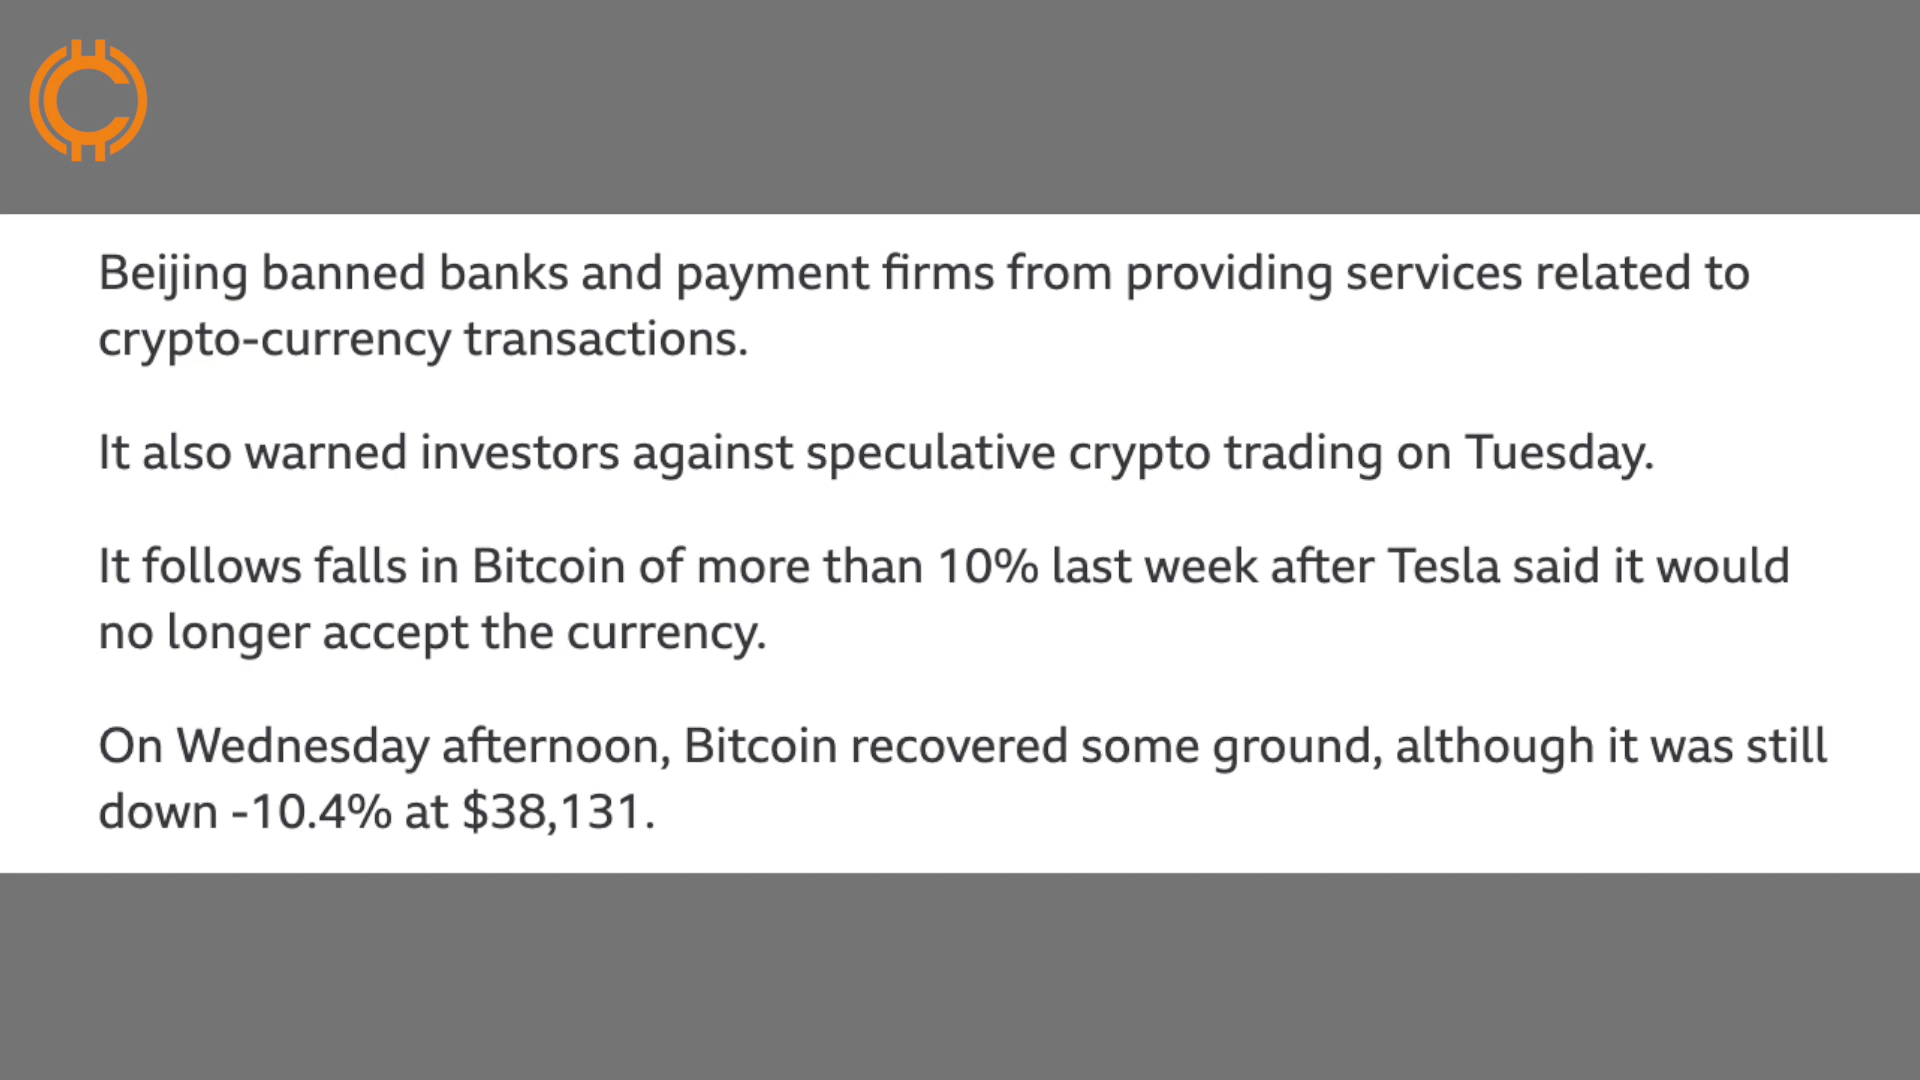 Beijing banned banks and payment firms from providing services related to
crypto-currency transactions.
It also warned investors against speculative crypto trading on Tuesday.
It follows falls in Bitcoin of more than 10% last week after Tesla said it would
no longer accept the currency.
On Wednesday afternoon, Bitcoin recovered some ground, although it was still
down -10.4% at $38,131.